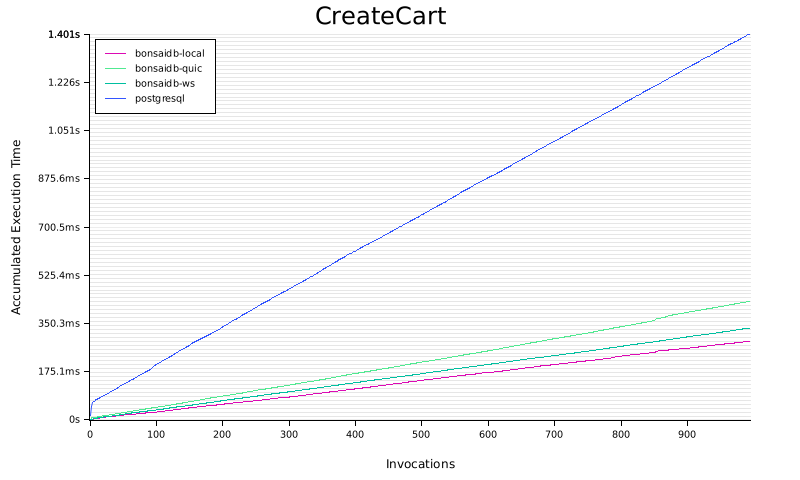 CreateCart
1.401s
1.226s
1.051s
875.6ms
700.5ms
525.4ms
350.3ms
175.1ms
0s
Accumulated Execution Time
bonsaidb-local
bonsaidb-quic
bonsaidb-ws
postgresql
0 100 200 300 400 500 600 700 800 900
Invocations